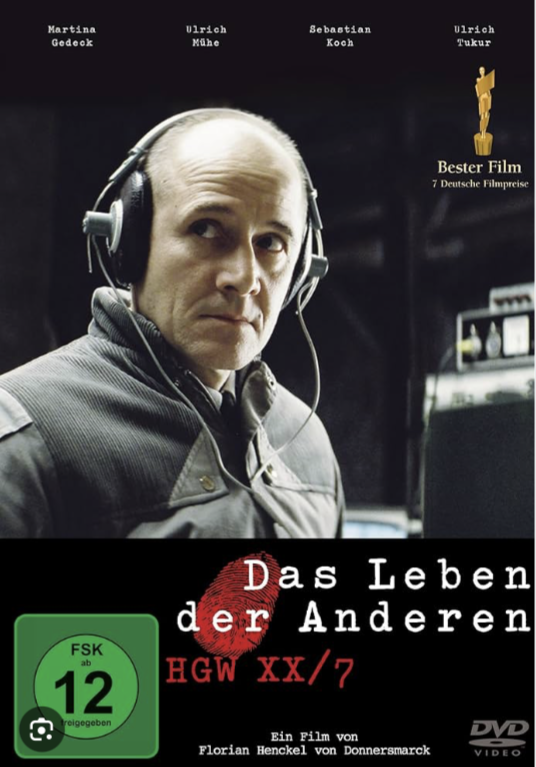 Martina Ulrich Sebastian Ulrich
Gedeck Mühe Koch Tukur
Bester Film
7 Deutsche Filmpreise
Das Leben
der Anderen
HGW XX/7
FSK
ab
12
freigegeben
Ein Film von
Florian Henckel von Donnersmarck
DVD
VIDEO